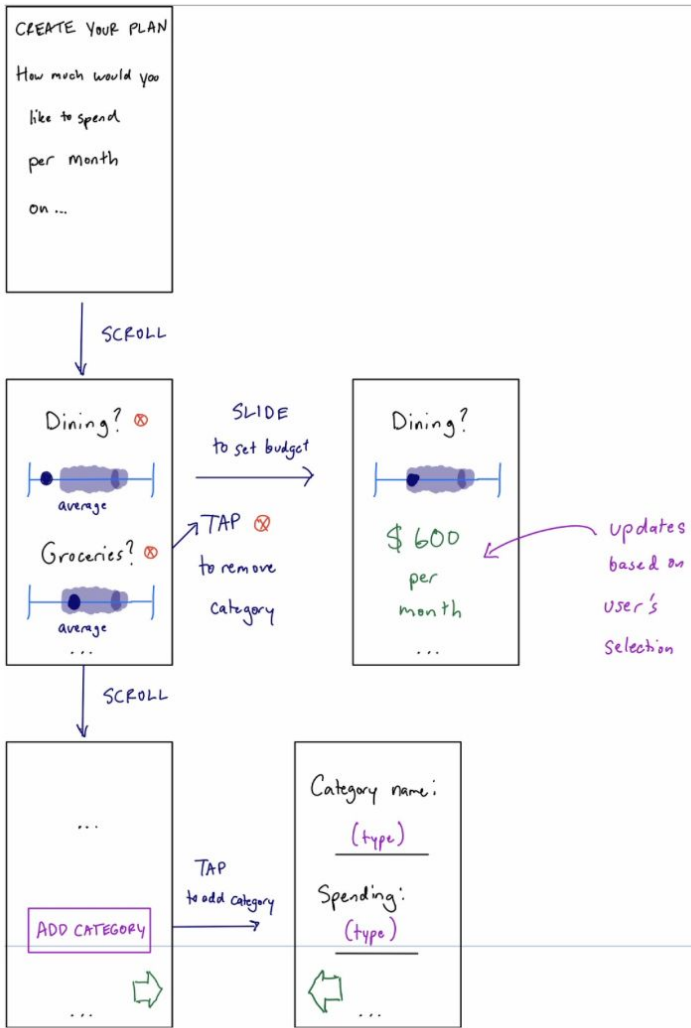 CREATE YOUR PLAN
How much would you
like to spend
per month
on ...
SCROLL
Dining?
average
Groceries?
average
...
SLIDE
to set budget
TAP
to remove
category
Dining?
$600
per
month
...
updates
based on
user's
selection
SCROLL
...
ADD CATEGORY
...
TAP
to add category
Category name:
(type)
Spending:
(type)
...